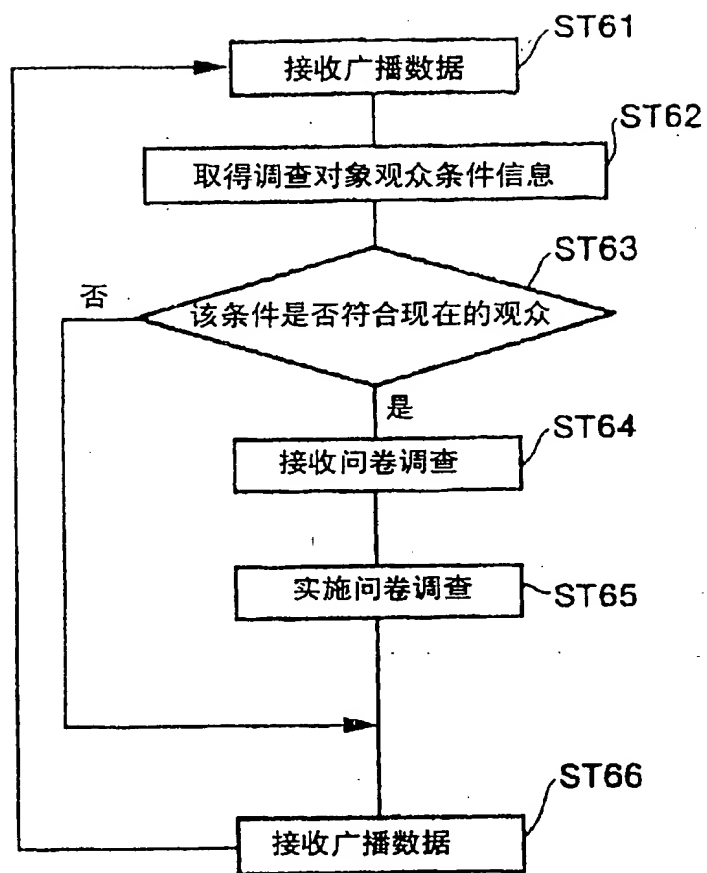 ST61
接收广播数据
ST62
取得调查对象观众条件信息
ST63
否
该条件是否符合现在的观众
是
ST64
接收问卷调查
实施问卷调查
ST65
ST66
接收广播数据